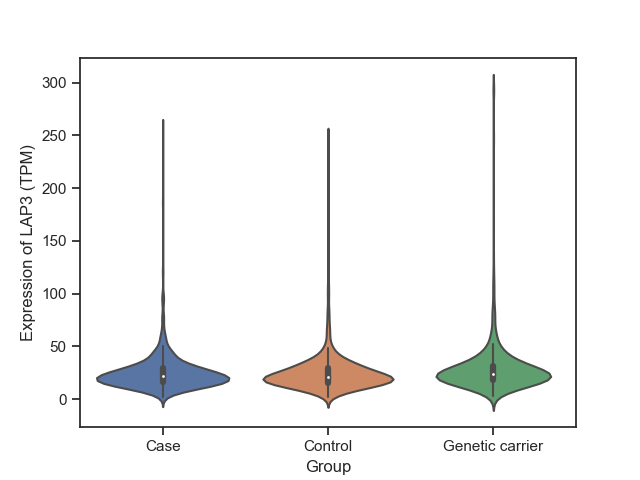 300
250
200
150
100
50
0
Expression of LAP3 (TPM)
Case
Control
Genetic carrier
Group